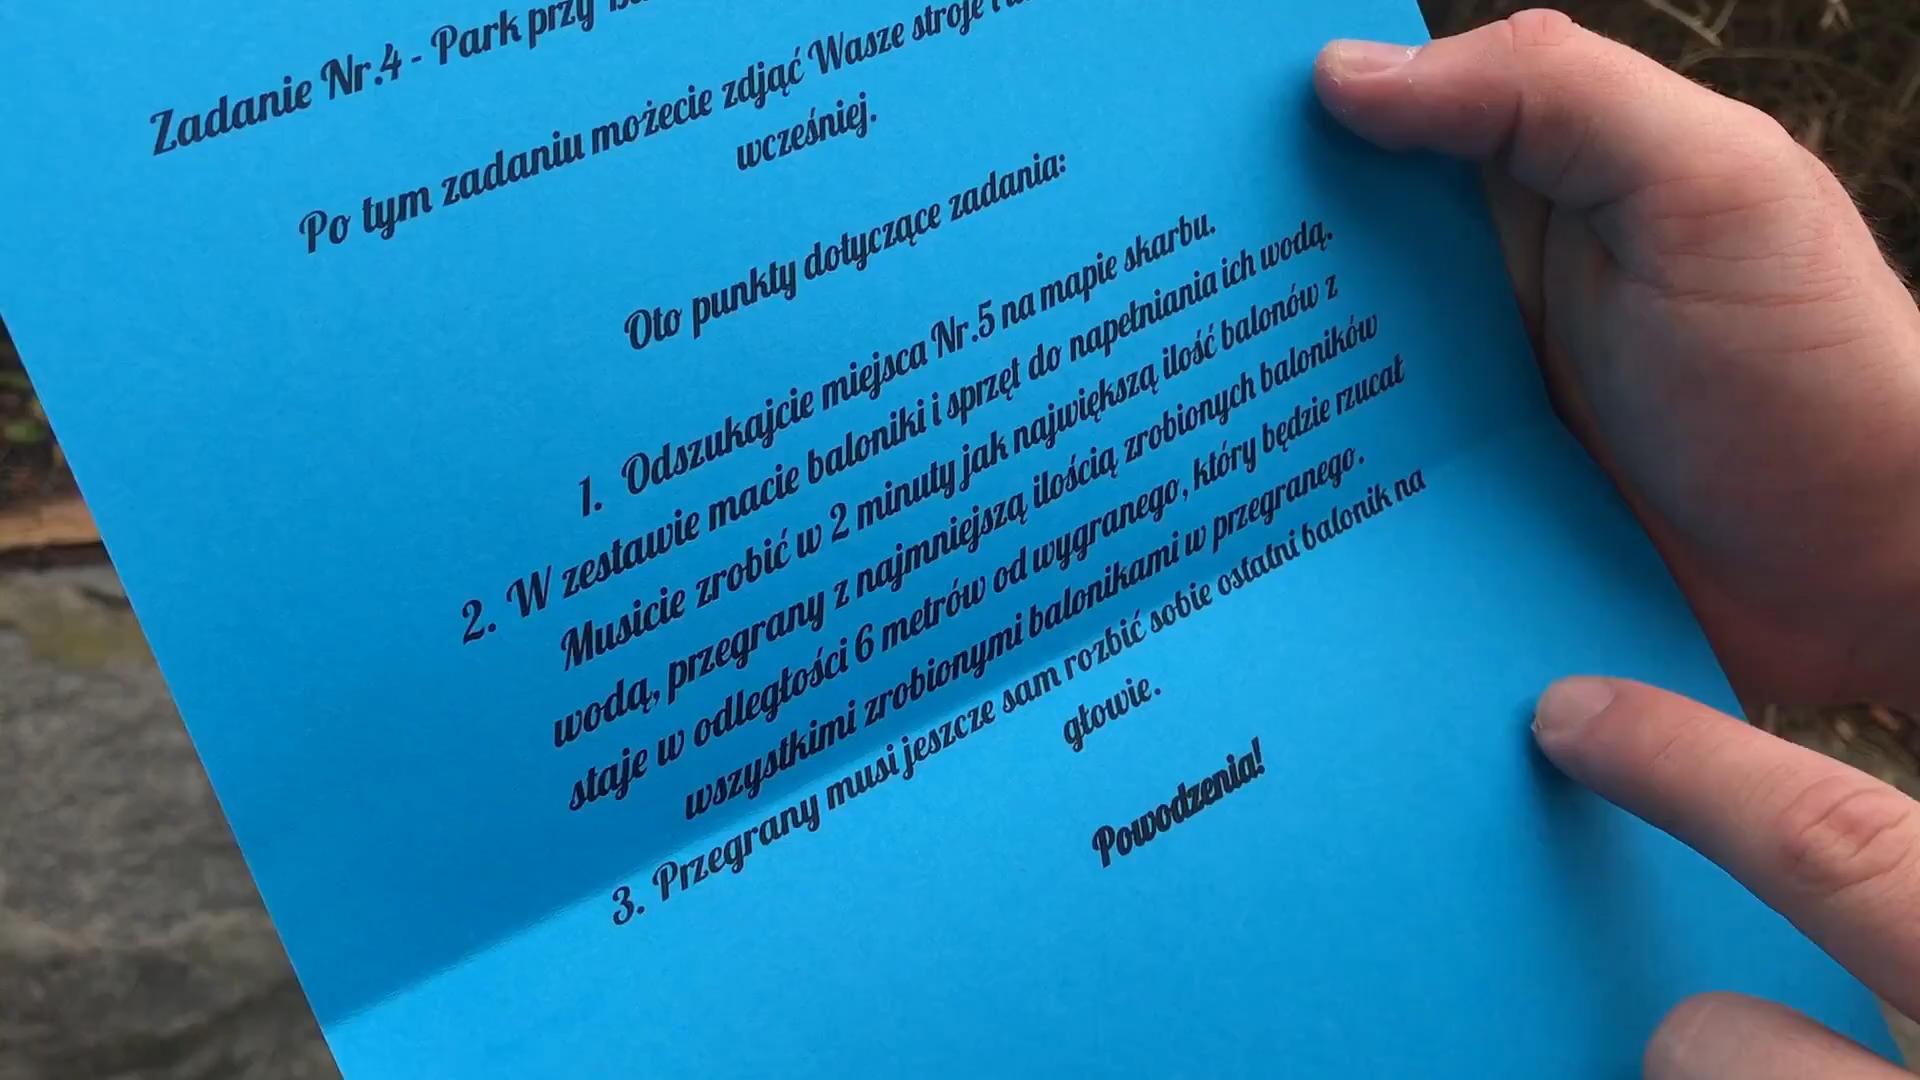 Zadanie Nr.4 - Park przy
Po tym zadaniu możecie zdjąć Wasze stroje i
wcześniej.
Oto punkty dotyczące zadania:
1. Odszukajcie miejsca Nr.5 na mapie skarbu.
2. W zestawie macie baloniki i sprzęt do napełniania ich wodą.
Musicie zrobić w 2 minuty jak największą ilość balonów z
wodą, przegrany z najmniejszą ilością zrobionych baloników
staje w odległości 6 metrów od wygranego, który będzie rzucał
wszystkimi zrobionymi balonikami w przegranego.
3. Przegrany musi jeszcze sam rozbić sobie ostatni balonik na
głowie.
Powodzenia!